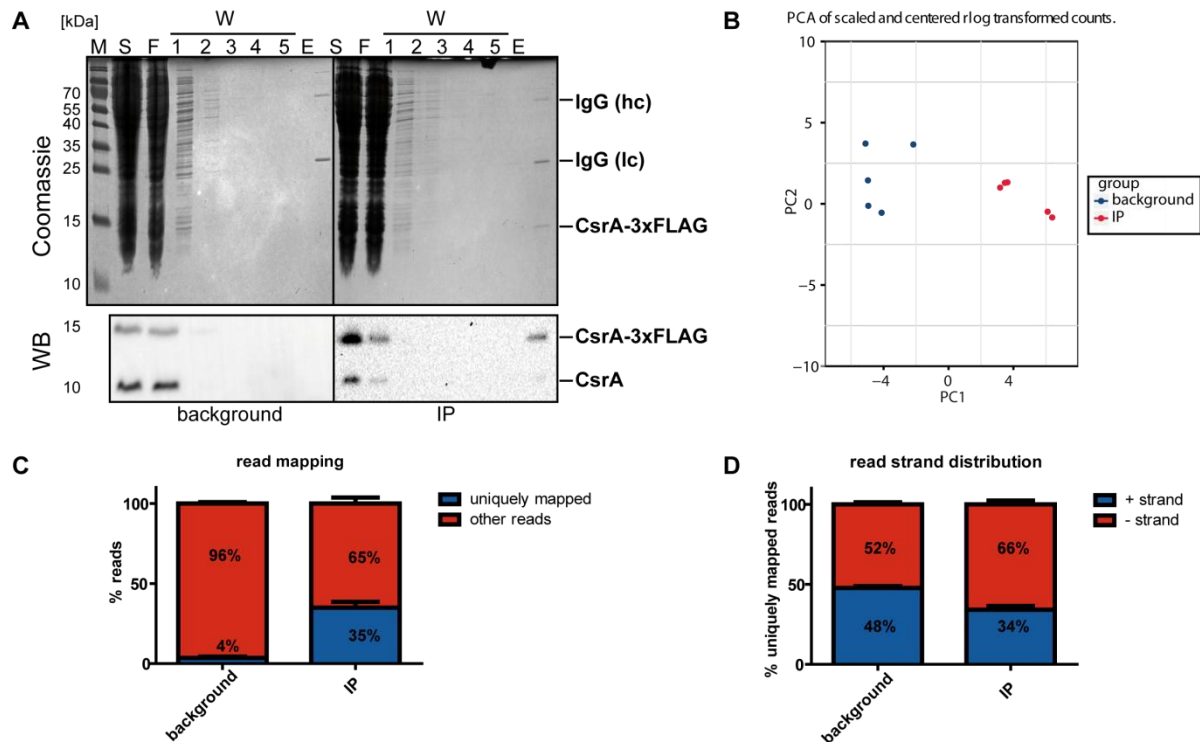 A
[kDa]
W
W
M S F 1 2 3 4 5 E S F 1 2 3 4 5 E
70
55
40
35
25
15
10
Coomassie
IgG (hc)
IgG (lc)
CsrA-3xFLAG
15
10
WB
CsrA-3xFLAG
CsrA
background
IP
B
PCA of scaled and centered rlog transformed counts.
10
5
0
−5
−10
PC2
−4
0
4
PC1
group
background
IP
C
read mapping
100
50
0
% reads
96%
4%
65%
35%
background
IP
uniquely mapped
other reads
D
read strand distribution
100
50
0
% uniquely mapped reads
52%
48%
66%
34%
background
IP
+ strand
- strand